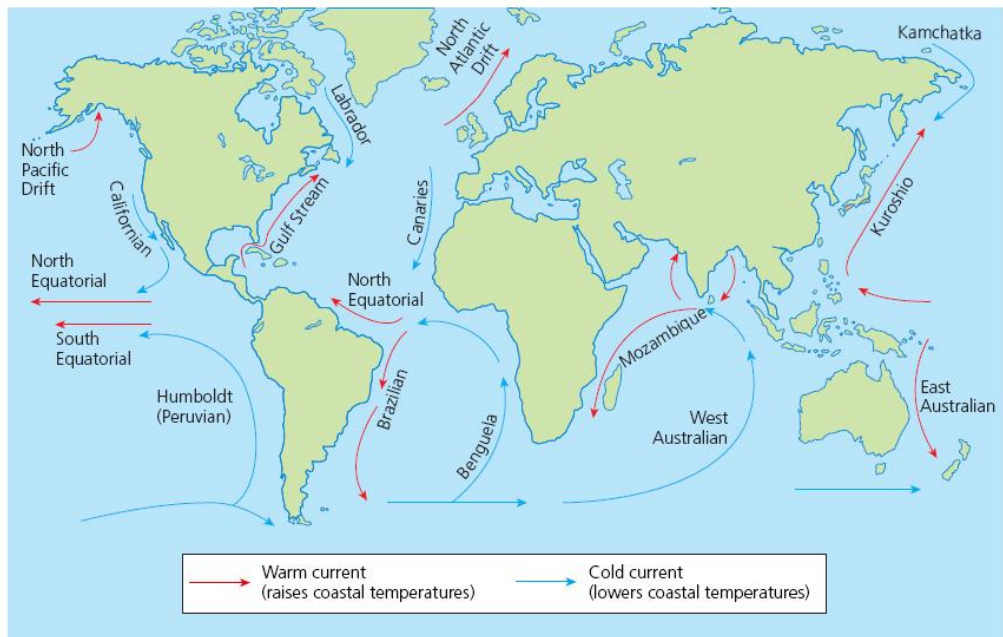 North
Atlantic
Drift
Kamchatka
Labrador
North
Pacific
Drift
Californian
Gulf Stream
Canaries
Kuroshio
North
Equatorial
North
Equatorial
South
Equatorial
Mozambique
Humboldt
(Peruvian)
Brazilian
Benguela
West
Australian
East
Australian
Warm current
(raises coastal temperatures)
Cold current
(lowers coastal temperatures)